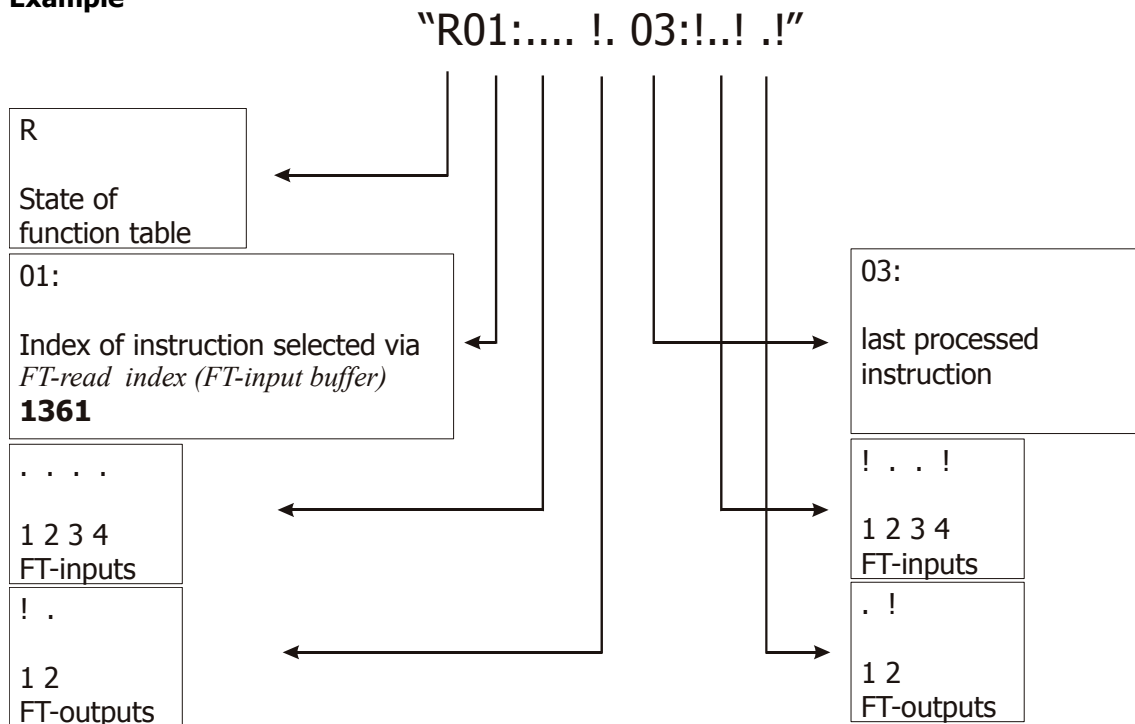 Example
“R01:.... !. 03:!..! .!”
R
State of
function table
01:
Index of instruction selected via
FT-read index (FT-input buffer)
1361
. . . .
1 2 3 4
FT-inputs
! .
1 2
FT-outputs
03:
last processed
instruction
! . . !
1 2 3 4
FT-inputs
. !
1 2
FT-outputs